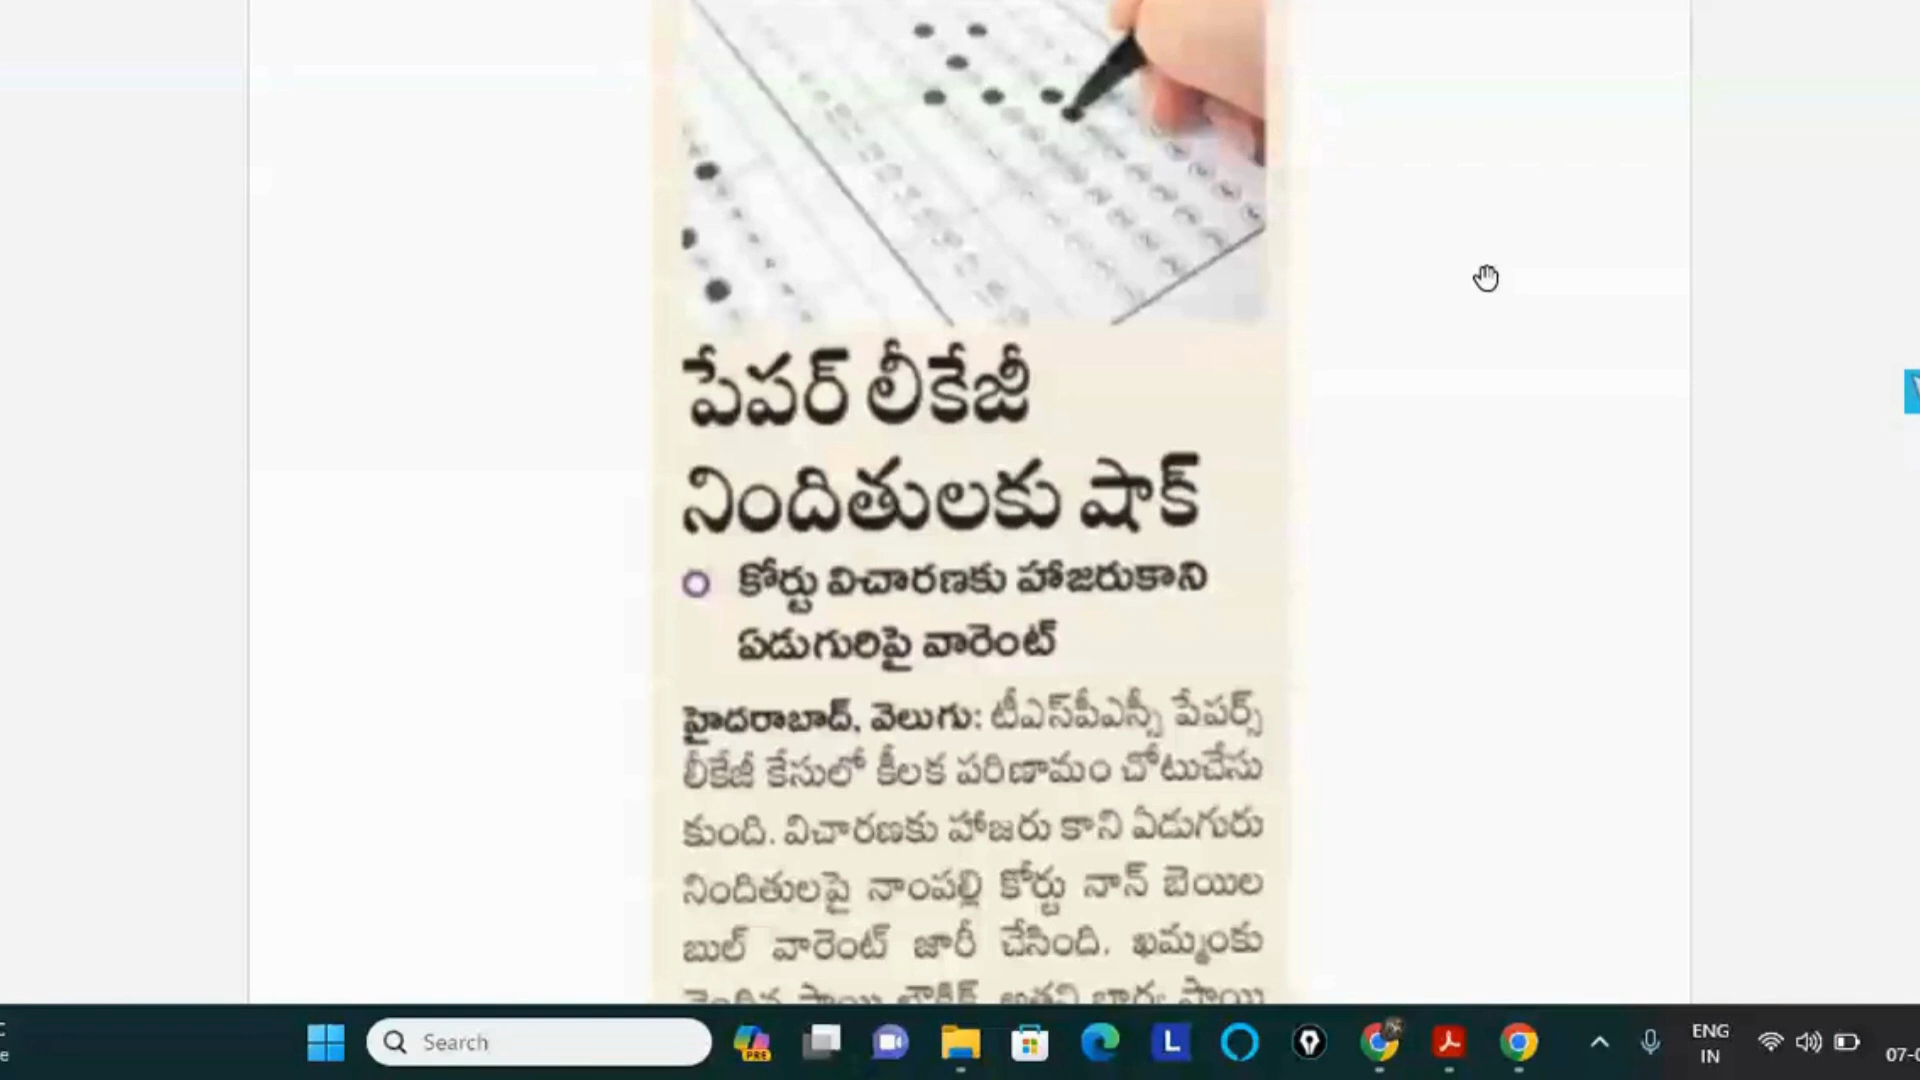 పేపర్ లీకేజీ
నిందితులకు షాక్
కోర్టు విచారణకు హాజరుకాని
ఏడుగురిపై వారెంట్
హైదరాబాద్, వెలుగు: టీఎస్‌పీఎస్సీ పేపర్స్
లీకేజీ కేసులో కీలక పరిణామం చోటుచేసు
కుంది. విచారణకు హాజరు కాని ఏడుగురు
నిందితులపై నాంపల్లి కోర్టు నాన్ బెయిల
బుల్ వారెంట్ జారీ చేసింది. ఖమ్మంకు
Search
PRE
L
ENG
IN